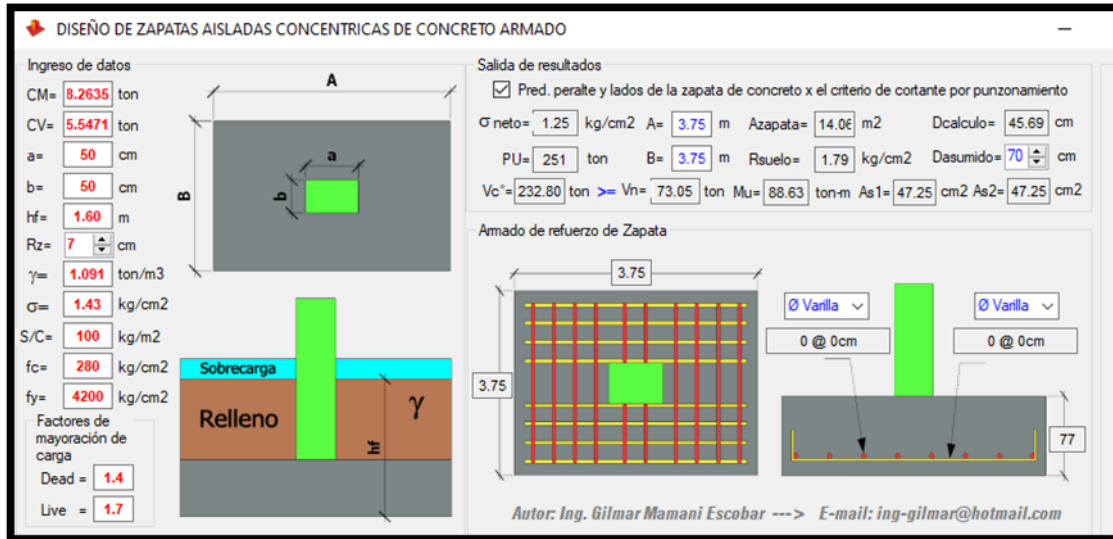 DISEÑO DE ZAPATAS AISLADAS CONCENTRICAS DE CONCRETO ARMADO
Ingreso de datos
CM= 8.2635 ton
CV= 5.5471 ton
a= 50 cm
b= 50 cm
hf= 1.60 m
Rz= 7 cm
γ= 1.091 ton/m3
σ= 1.43 kg/cm2
S/C= 100 kg/m2
fc= 280 kg/cm2
fy= 4200 kg/cm2
Factores de
mayoración de
carga
Dead = 1.4
Live = 1.7
A
B
a
b
Sobrecarga
Relleno
γ
hf
Salida de resultados
Pred. peralte y lados de la zapata de concreto x el criterio de cortante por punzonamiento
σ neto= 1.25 kg/cm2 A= 3.75 m Azapata= 14.06 m2 Dcalculo= 45.69 cm
PU= 251 ton B= 3.75 m Rsuelo= 1.79 kg/cm2 Dasumido= 70 cm
Vc°= 232.80 ton >= Vn= 73.05 ton Mu= 88.63 ton-m As1= 47.25 cm2 As2= 47.25 cm2
Armado de refuerzo de Zapata
3.75
3.75
Ø Varilla
Ø Varilla
0 @ 0cm
0 @ 0cm
77
Autor: Ing. Gilmar Mamani Escobar ---> E-mail: ing-gilmar@hotmail.com